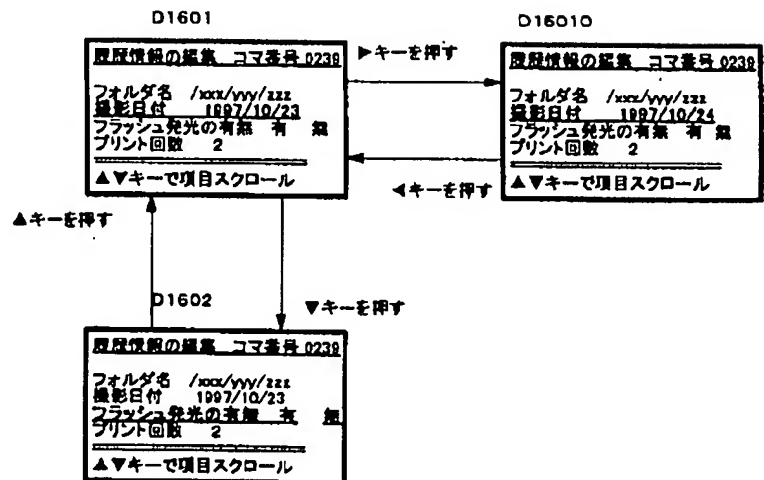 D1601
履歴情報の編集 コマ番号 0239
フォルダ名 /xxx/yyy/zzz
撮影日付 1997/10/23
フラッシュ発光の有無 有 無
プリント回数 2
▲▼キーで項目スクロール
▶キーを押す
◀キーを押す
D16010
履歴情報の編集 コマ番号 0239
フォルダ名 /xxx/yyy/zzz
撮影日付 1997/10/24
フラッシュ発光の有無 有 無
プリント回数 2
▲▼キーで項目スクロール
▲キーを押す
▼キーを押す
D1602
履歴情報の編集 コマ番号 0239
フォルダ名 /xxx/yyy/zzz
撮影日付 1997/10/23
フラッシュ発光の有無 有 無
プリント回数 2
▲▼キーで項目スクロール